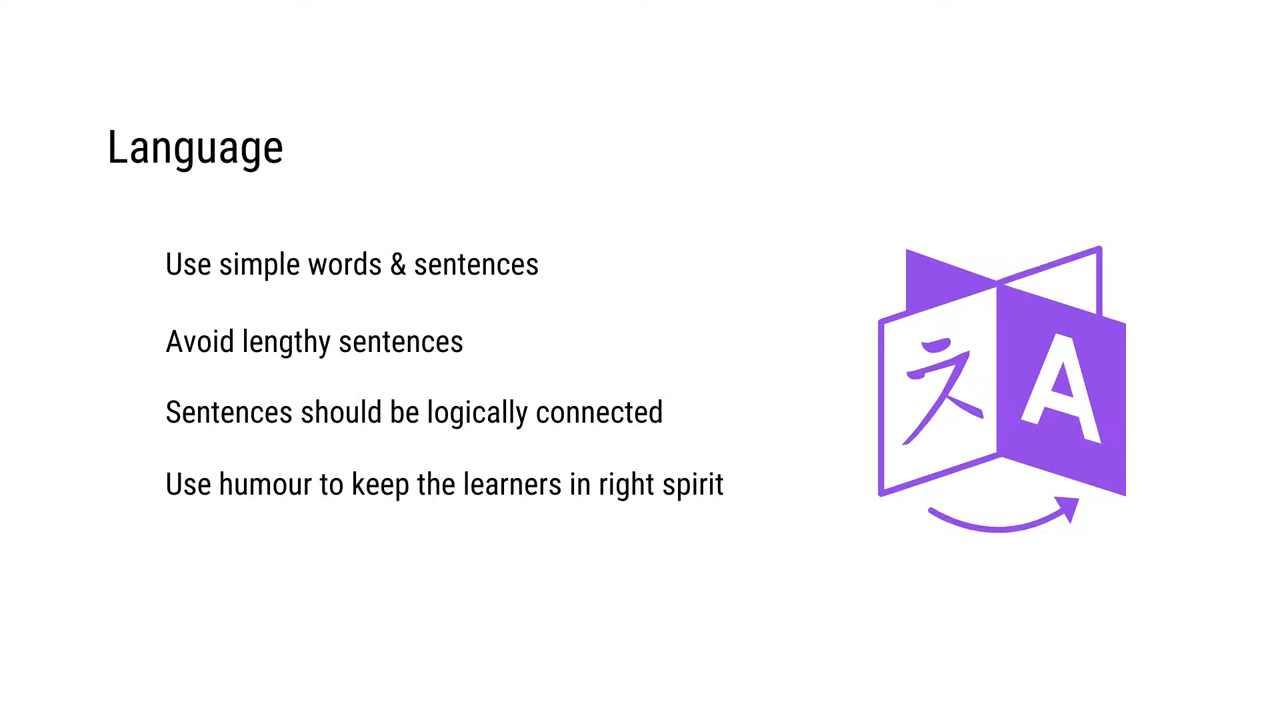 Language
Use simple words & sentences
Avoid lengthy sentences
Sentences should be logically connected
Use humour to keep the learners in right spirit
A